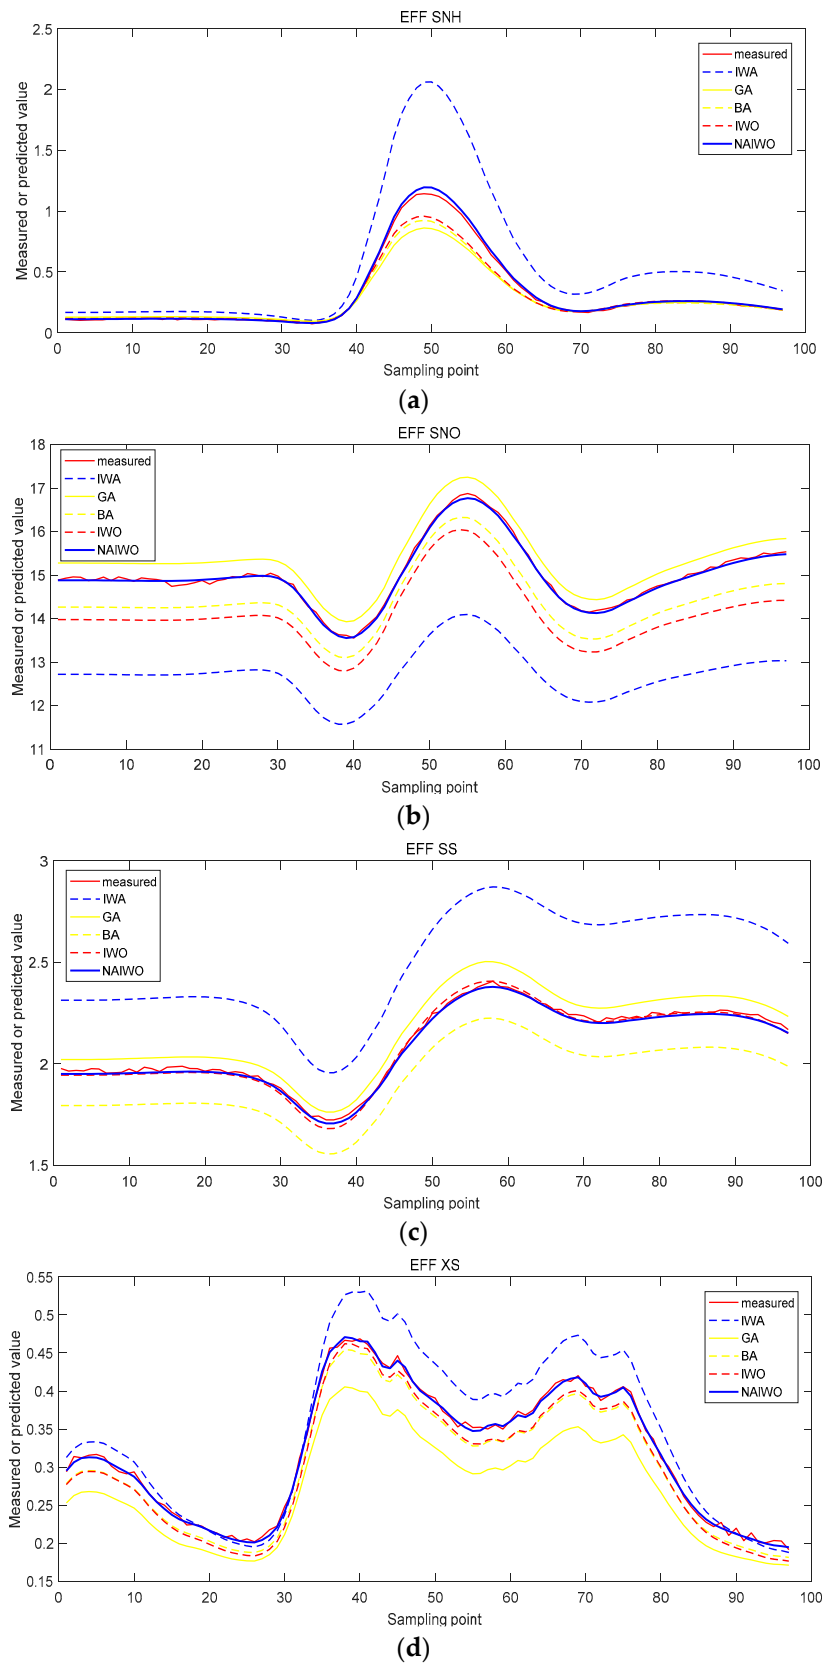 EFF SNH
2.5
2
1.5
1
0.5
0
Measured or predicted value
measured
IWA
GA
BA
IWO
NAIWO
0 10 20 30 40 50 60 70 80 90 100
Sampling point
(a)
EFF SNO
18
17
16
15
14
13
12
11
Measured or predicted value
measured
IWA
GA
BA
IWO
NAIWO
0 10 20 30 40 50 60 70 80 90 100
Sampling point
(b)
EFF SS
3
2.5
2
1.5
Measured or predicted value
measured
IWA
GA
BA
IWO
NAIWO
0 10 20 30 40 50 60 70 80 90 100
Sampling point
(c)
EFF XS
0.55
0.5
0.45
0.4
0.35
0.3
0.25
0.2
0.15
Measured or predicted value
measured
IWA
GA
BA
IWO
NAIWO
0 10 20 30 40 50 60 70 80 90 100
Sampling point
(d)